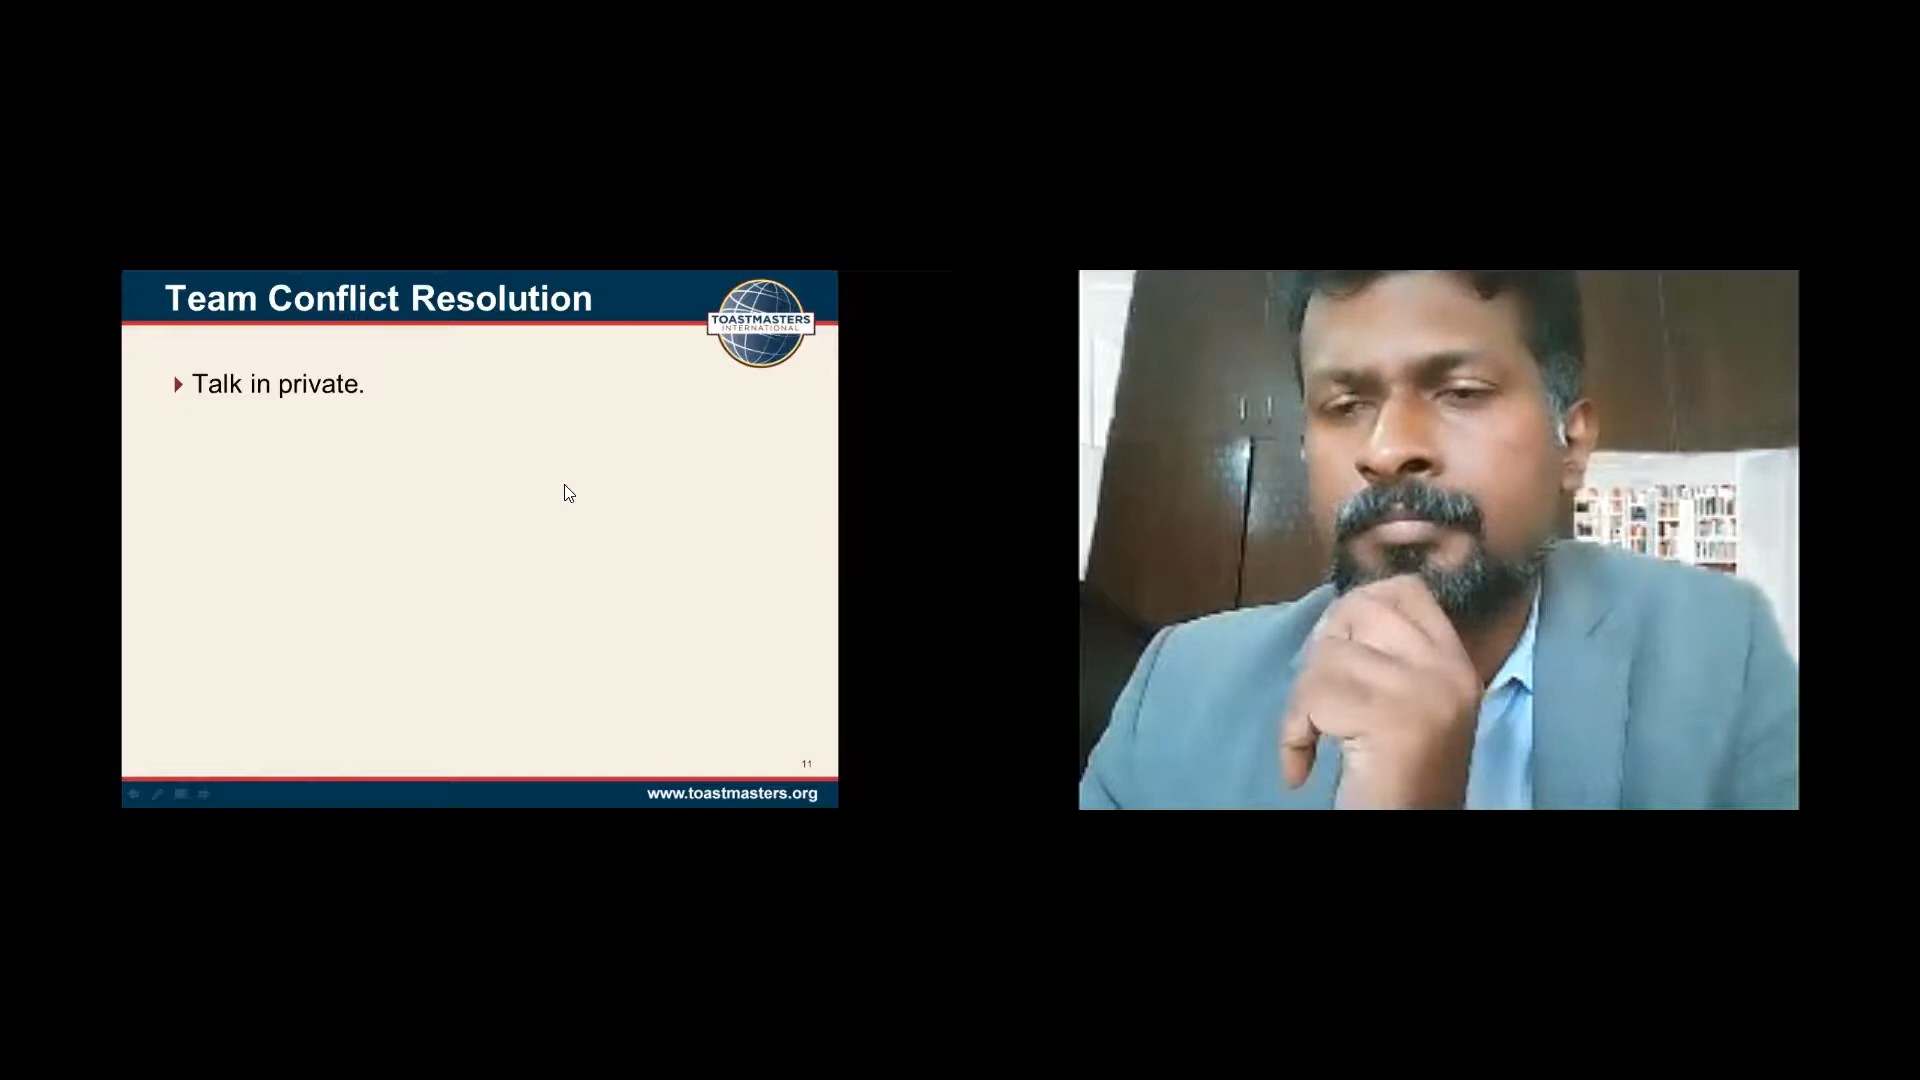 Team Conflict Resolution
TOASTMASTERS
INTERNATIONAL
Talk in private.
11
www.toastmasters.org